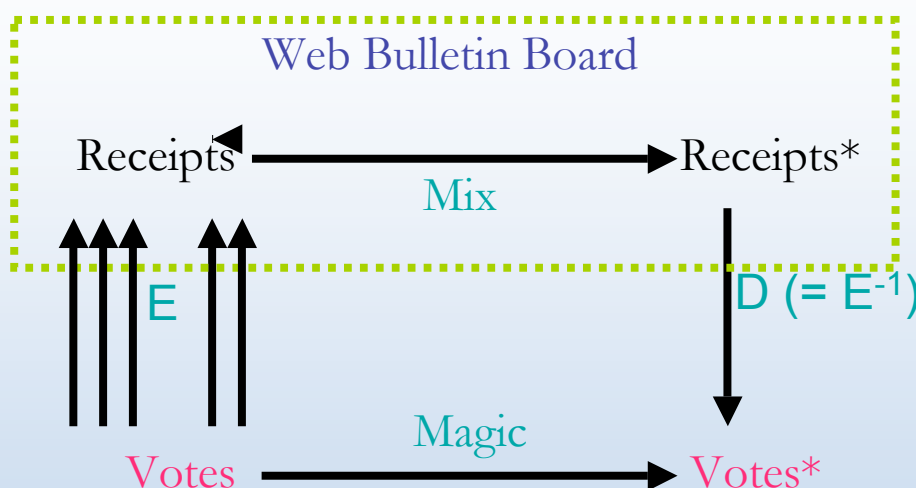 Web Bulletin Board
Receipts
Receipts*
Mix
E
D (= E-1)
Magic
Votes
Votes*